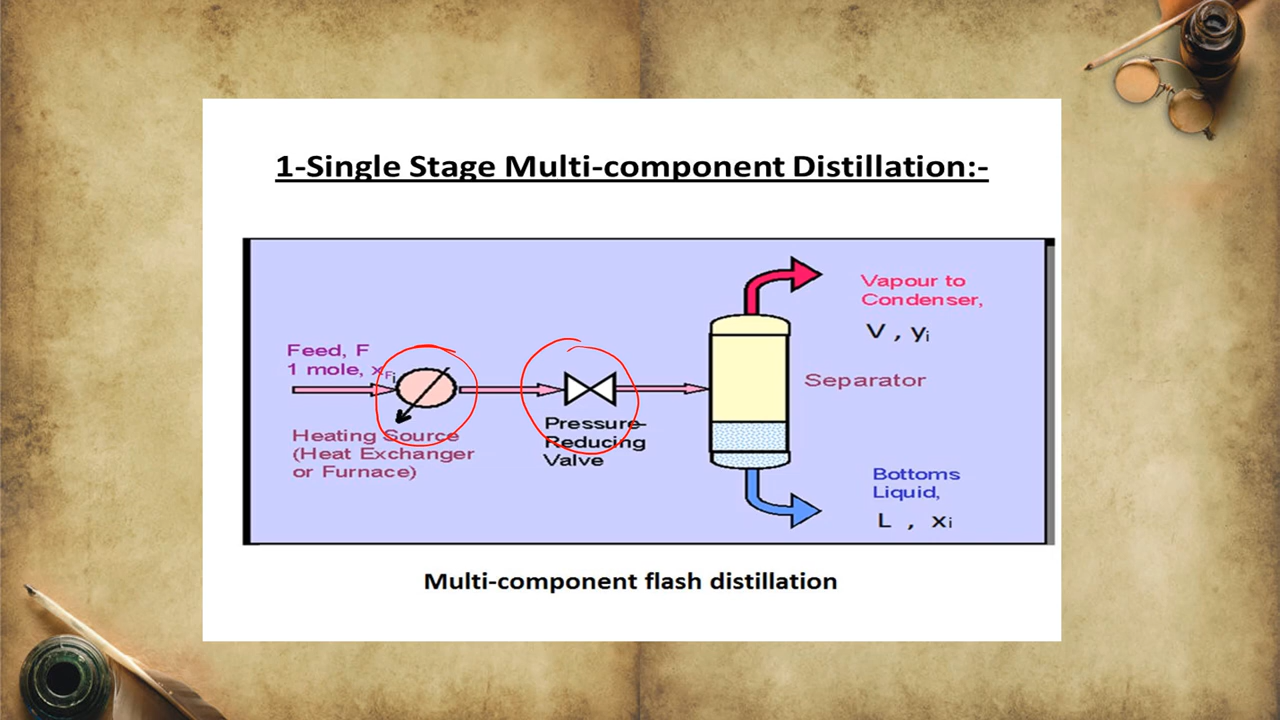 1-Single Stage Multi-component Distillation:-
Feed, F
1 mole, xFi
Heating Source
(Heat Exchanger
or Furnace)
Pressure-
Reducing
Valve
Vapour to
Condenser,
V , yi
Separator
Bottoms
Liquid,
L , xi
Multi-component flash distillation